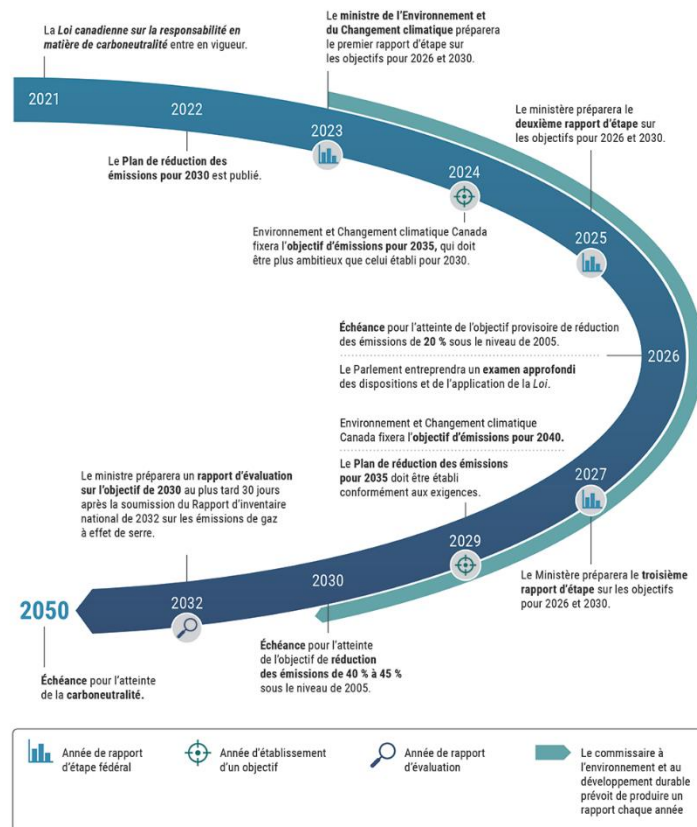 La Loi canadienne sur la responsabilité en
matière de carboneutralité entre en vigueur.
2021
2022
Le Plan de réduction des
émissions pour 2030 est publié.
Le ministre de l'Environnement et
du Changement climatique préparera
le premier rapport d'étape sur
les objectifs pour 2026 et 2030.
2023
2024
Environnement et Changement climatique Canada
fixera l'objectif d'émissions pour 2035, qui doit
être plus ambitieux que celui établi pour 2030.
Le ministère préparera le
deuxième rapport d'étape sur
les objectifs pour 2026 et 2030.
2025
Échéance pour l'atteinte de l'objectif provisoire de réduction
des émissions de 20 % sous le niveau de 2005.
Le Parlement entreprendra un examen approfondi
des dispositions et de l'application de la Loi.
2026
2027
Le Ministère préparera le troisième
rapport d'étape sur les objectifs
pour 2026 et 2030.
Environnement et Changement climatique
Canada fixera l'objectif d'émissions pour 2040.
Le Plan de réduction des émissions
pour 2035 doit être établi
conformément aux exigences.
2029
2030
Échéance pour l'atteinte
de l'objectif de réduction
des émissions de 40 % à 45 %
sous le niveau de 2005.
Le ministre préparera un rapport d'évaluation
sur l'objectif de 2030 au plus tard 30 jours
après la soumission du Rapport d'inventaire
national de 2032 sur les émissions de gaz
à effet de serre.
2032
2050
Échéance pour l'atteinte
de la carboneutralité.
Année de rapport
d'étape fédéral
Année d'établissement
d'un objectif
Année de rapport
d'évaluation
Le commissaire à
l'environnement et au
développement durable
prévoit de produire un
rapport chaque année